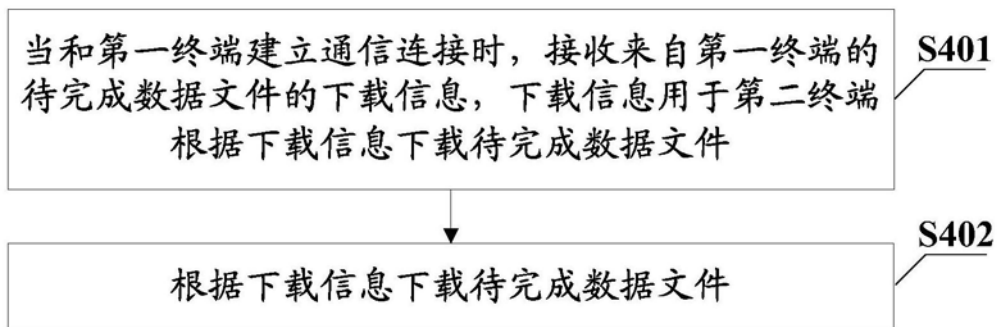 当和第一终端建立通信连接时，接收来自第一终端的
待完成数据文件的下载信息，下载信息用于第二终端
根据下载信息下载待完成数据文件
S401
根据下载信息下载待完成数据文件
S402